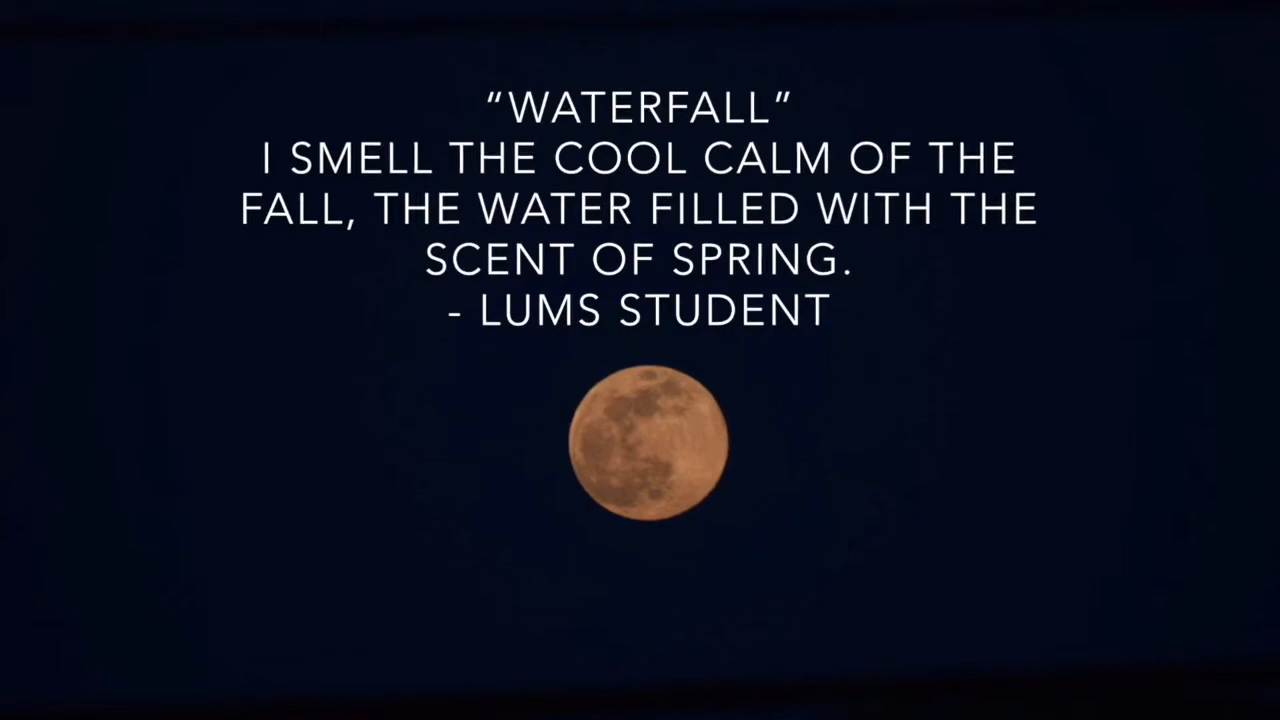 “WATERFALL”
I SMELL THE COOL CALM OF THE
FALL, THE WATER FILLED WITH THE
SCENT OF SPRING.
- LUMS STUDENT